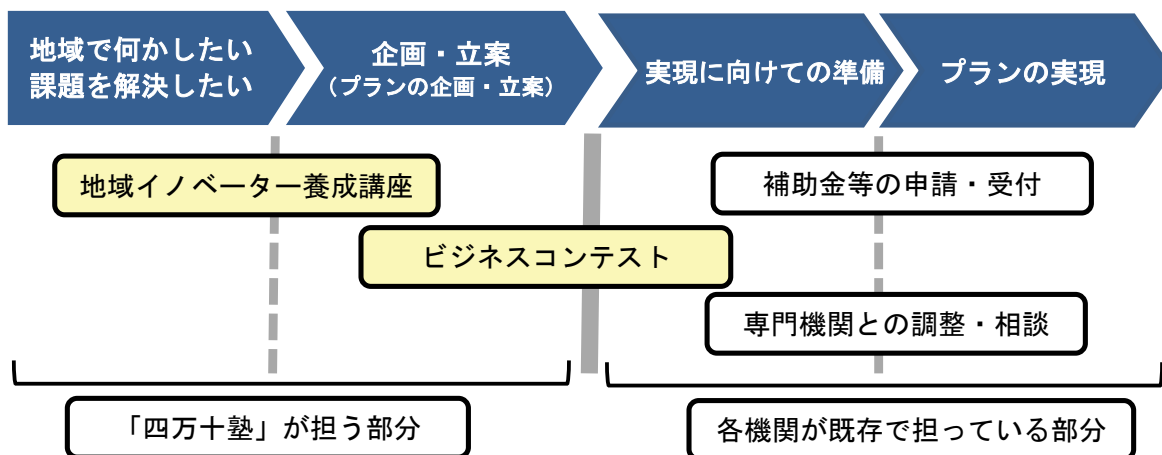 地域で何かしたい
課題を解決したい
企画・立案
（プランの企画・立案）
実現に向けての準備
プランの実現
地域イノベーター養成講座
補助金等の申請・受付
ビジネスコンテスト
専門機関との調整・相談
「四万十塾」が担う部分
各機関が既存で担っている部分